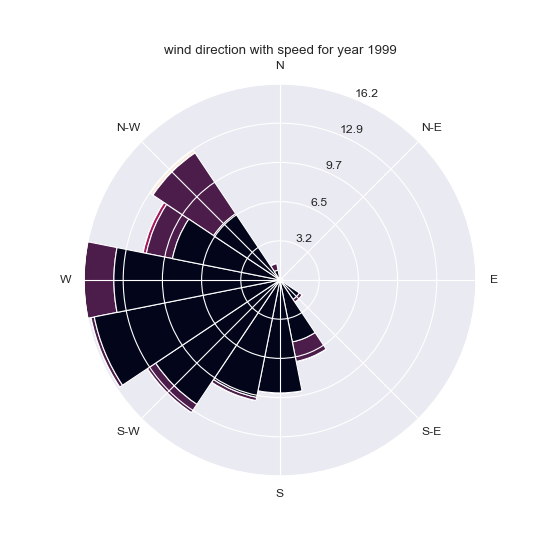 wind direction with speed for year 1999
N
16.2
N-W
N-E
12.9
9.7
6.5
3.2
W
E
S-W
S-E
S